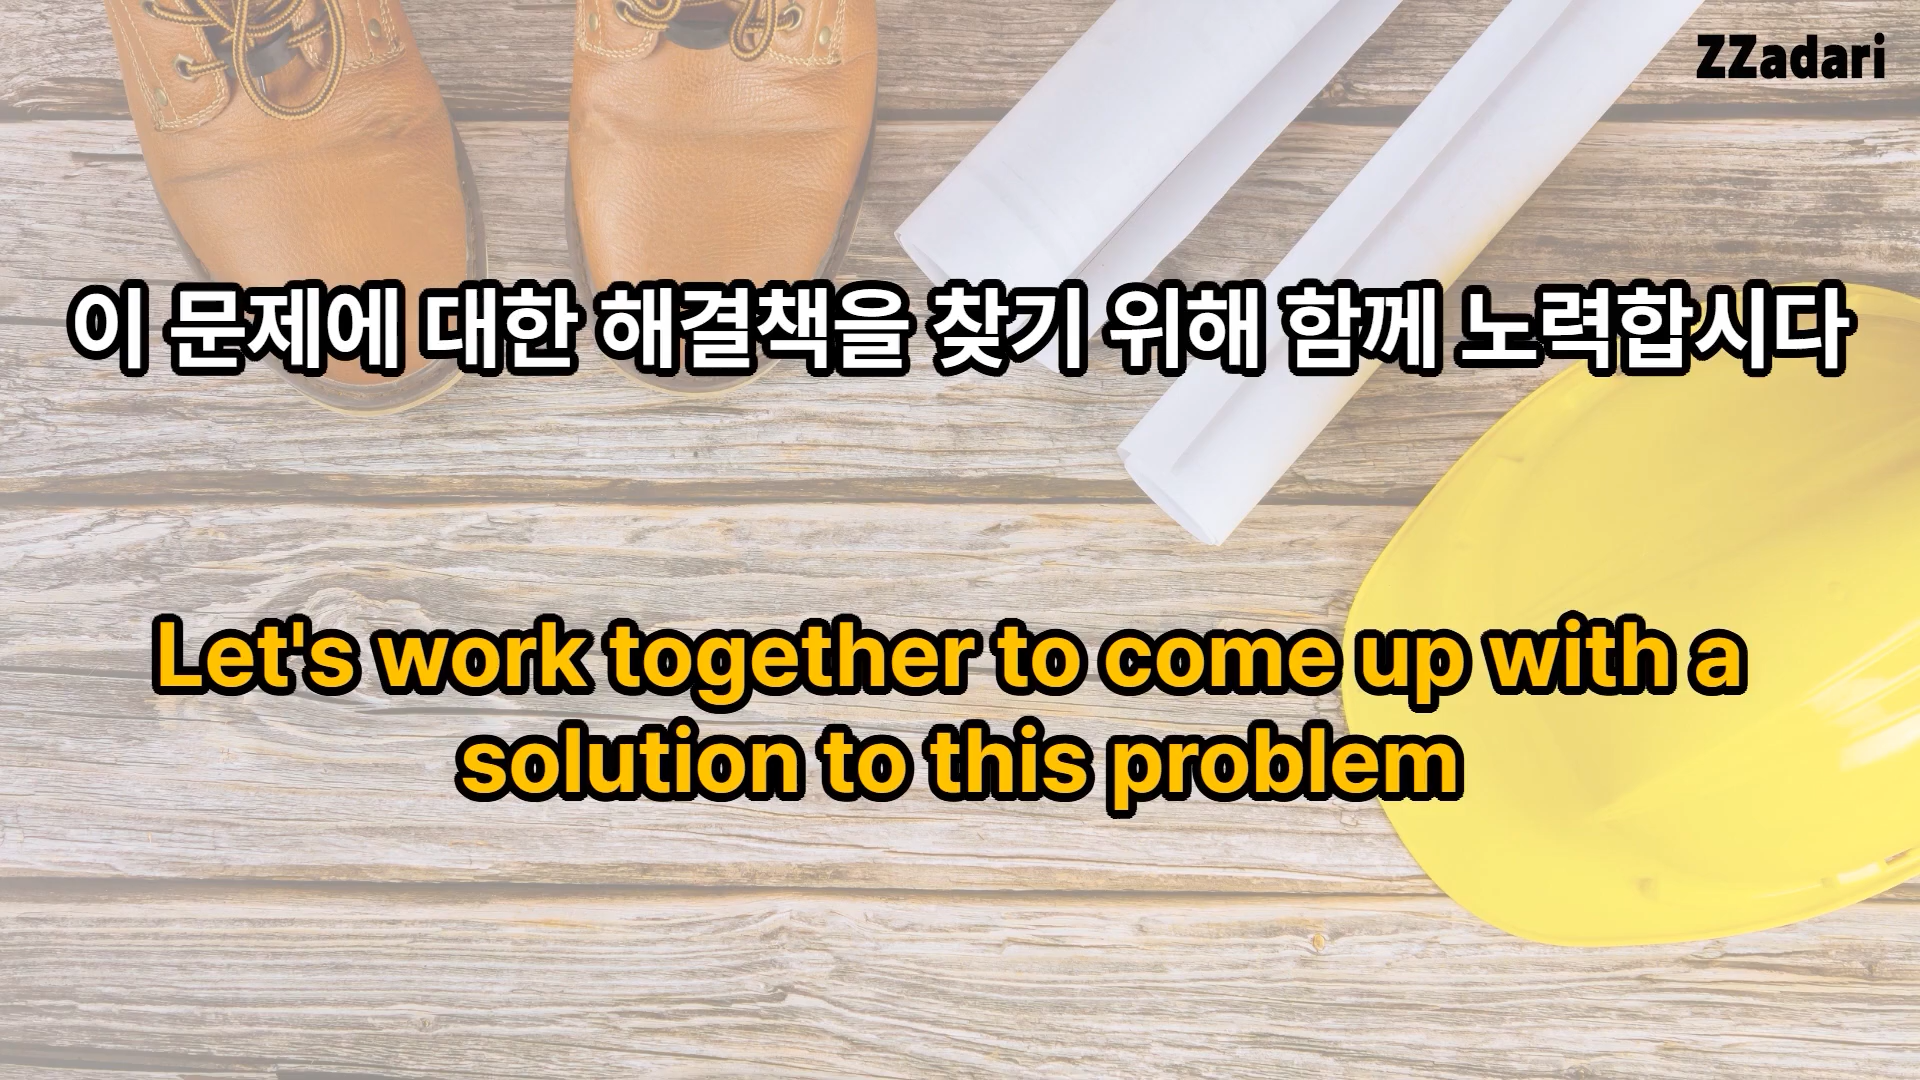 ZZadari
이 문제에 대한 해결책을 찾기 위해 함께 노력합시다
Let's work together to come up with a
solution to this problem